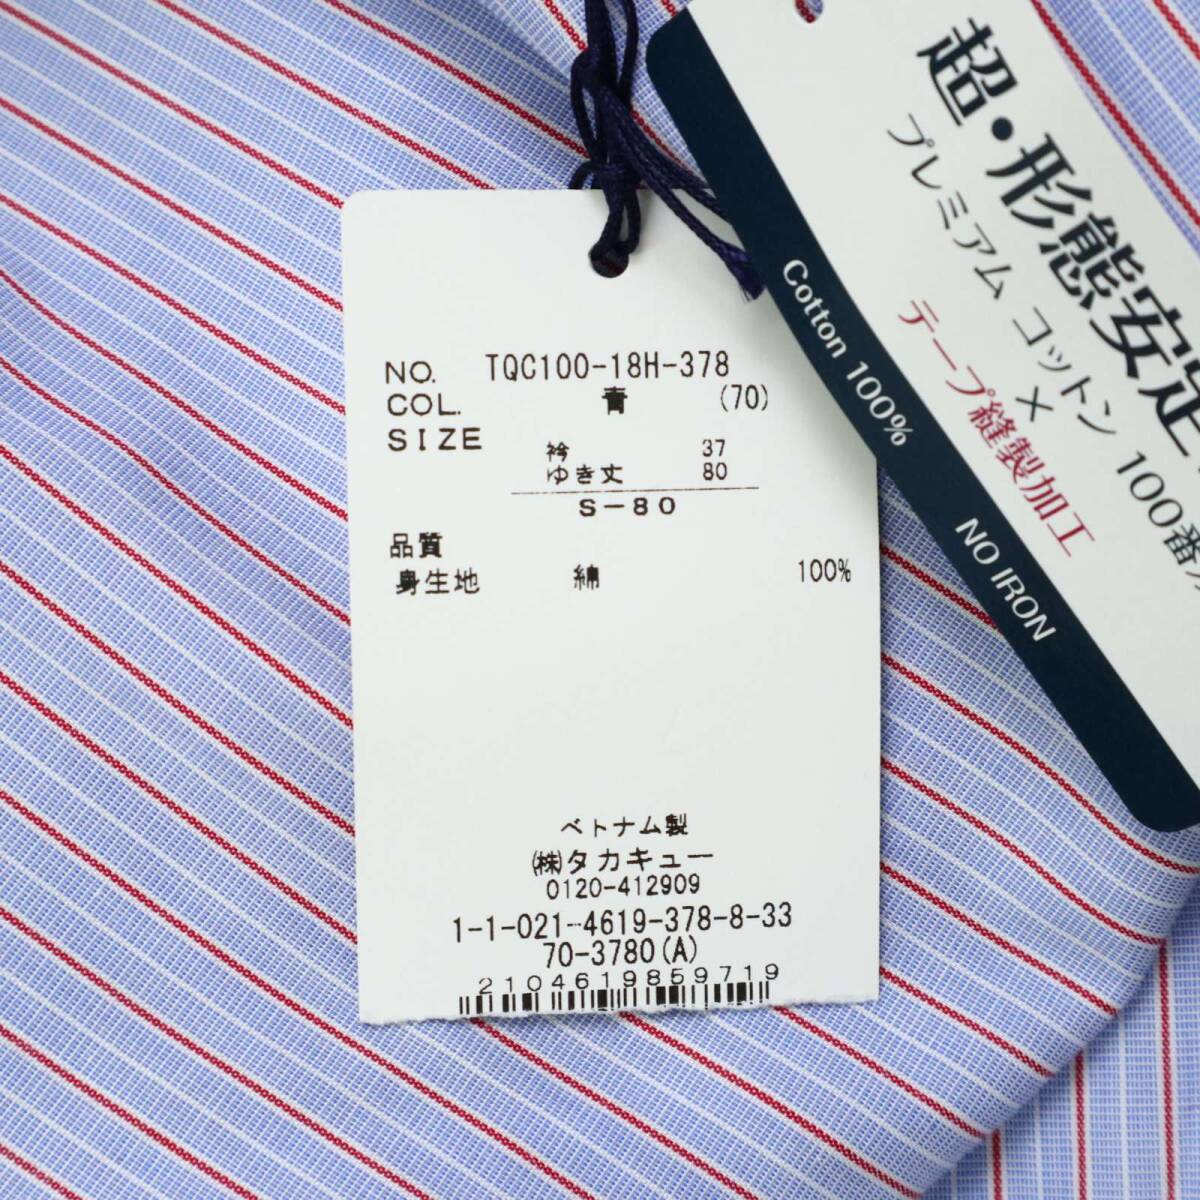 NO. TQC100-18H-378
COL. 青 (70)
SIZE
衿 37
ゆき丈 80
S-80
品質
身生地 綿 100%
ベトナム製
㈱タカキュー
0120-412909
1-1-021-4619-378-8-33
70-3780(A)
2104619859719
超・形態安定
プレミアム コットン 100番
×
テープ縫製加工
Cotton 100%
NO IRON